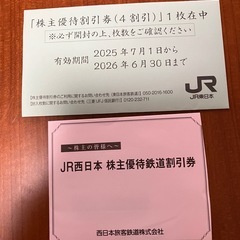 「株主優待割引券(4割引)」1枚在中
※必ず開封の上、枚数をご確認ください
2025年7月1日から
有効期間
2026年6月30日まで
JR
JR東日本
～株主の皆様へ～
JR西日本 株主優待鉄道割引券
西日本旅客鉄道株式会社